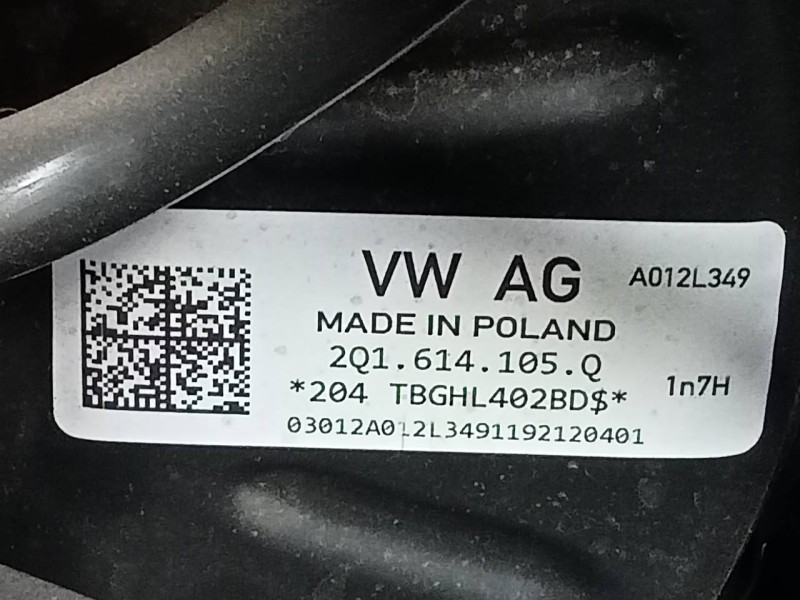 VW AG A012L349
MADE IN POLAND
2Q1.614.105.Q
*204 TBGHL402BD$* 1n7H
03012A012L3491192120401